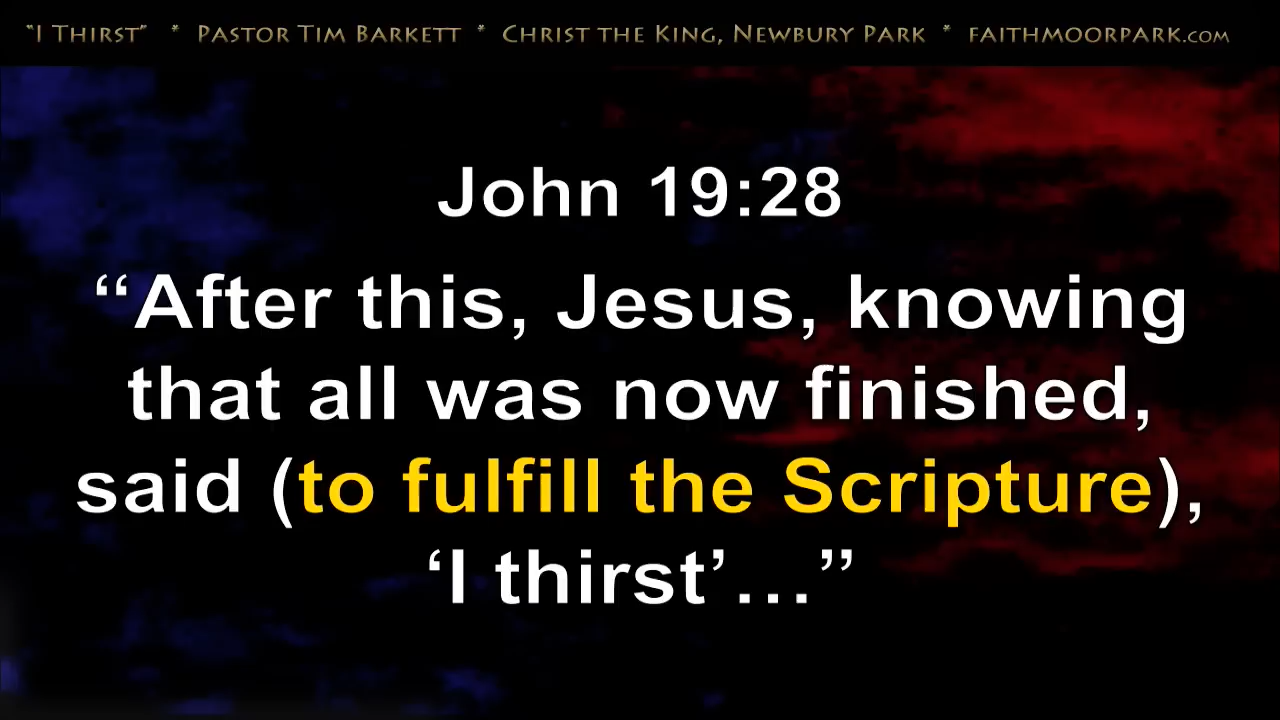 "I Thirst" * Pastor Tim Barkett * Christ the King, Newbury Park * faithmoorpark.com
John 19:28
“After this, Jesus, knowing
that all was now finished,
said (to fulfill the Scripture),
‘I thirst’…”